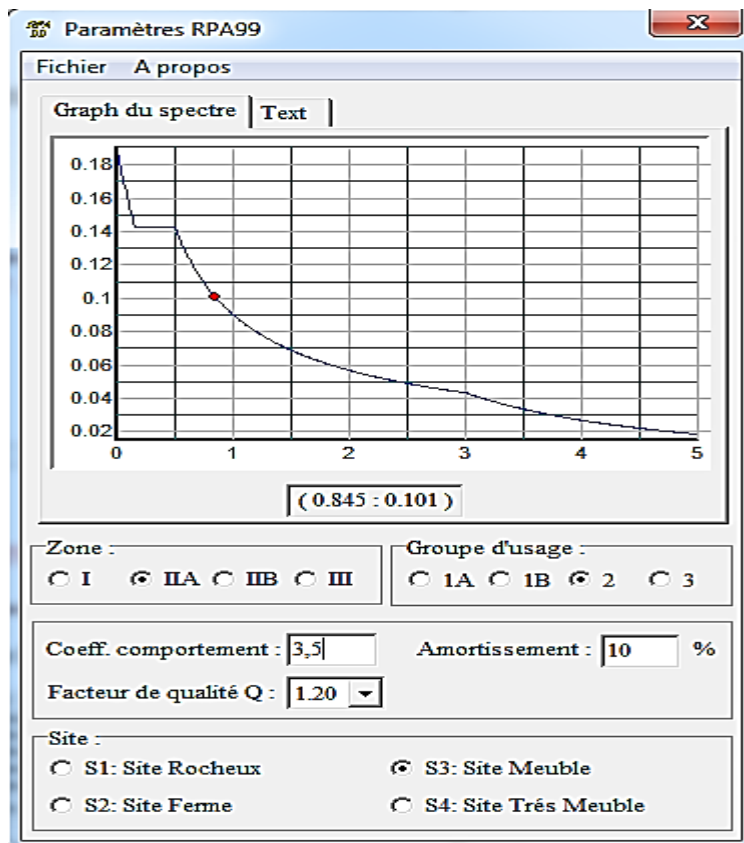 RPA D.D Paramètres RPA99
Fichier A propos
Graph du spectre Text
0.18
0.16
0.14
0.12
0.1
0.08
0.06
0.04
0.02
0 1 2 3 4 5
( 0.845 : 0.101 )
Zone : Groupe d'usage :
I IIA IIB III 1A 1B 2 3
Coeff. comportement : 3,5 Amortissement : 10 %
Facteur de qualité Q : 1.20
Site :
S1: Site Rocheux S3: Site Meuble
S2: Site Ferme S4: Site Trés Meuble